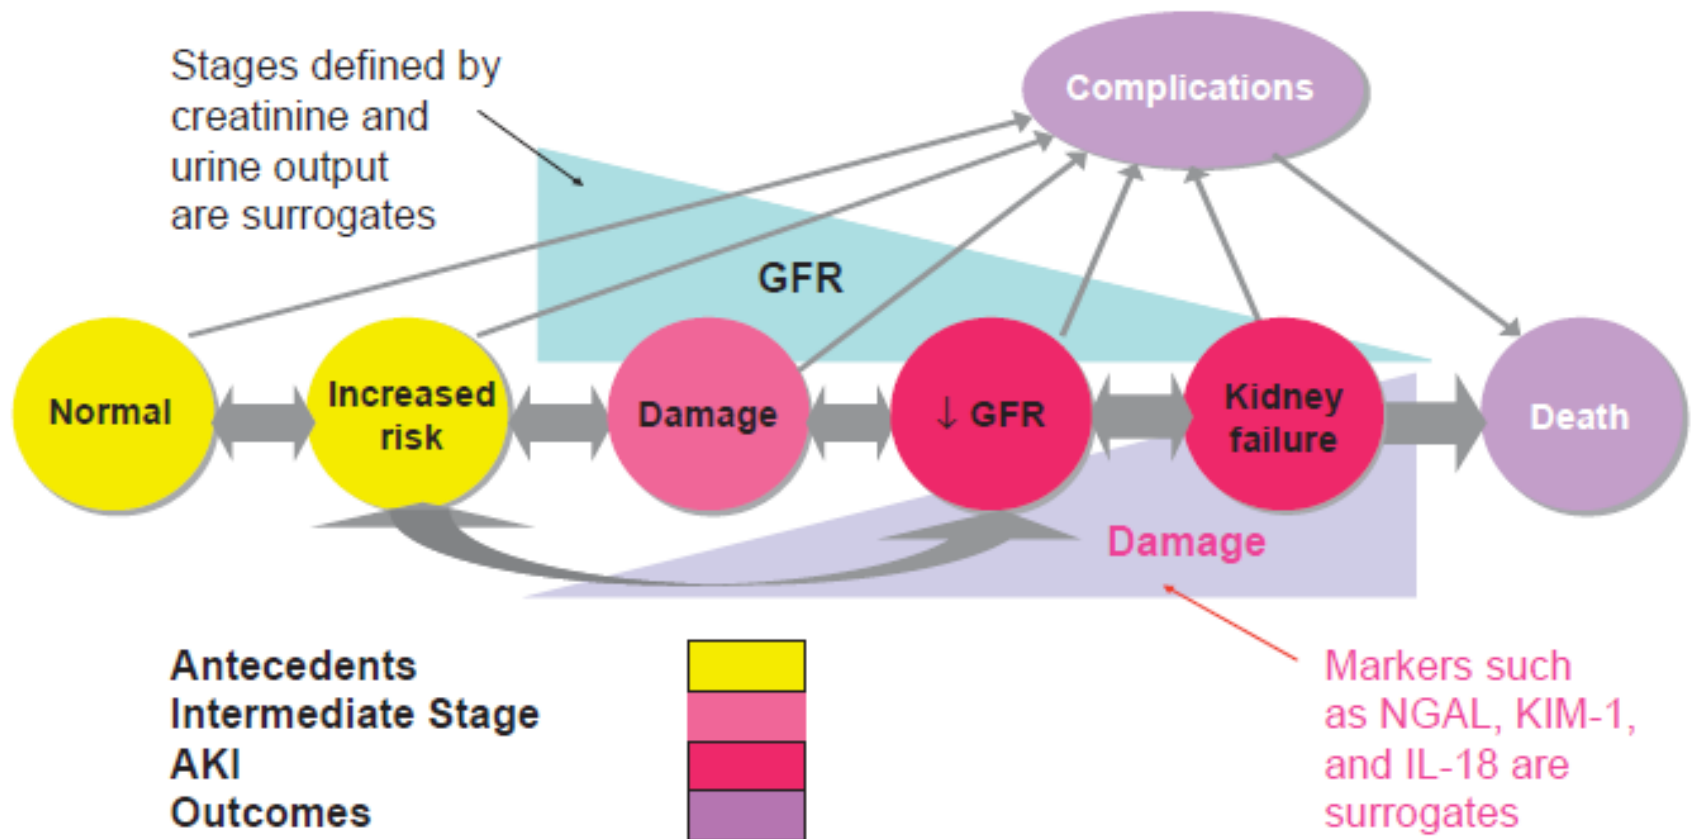 Stages defined by
creatinine and
urine output
are surrogates
Complications
GFR
Normal
Increased
risk
Damage
↓ GFR
Kidney
failure
Death
Damage
Antecedents
Intermediate Stage
AKI
Outcomes
Markers such
as NGAL, KIM-1,
and IL-18 are
surrogates